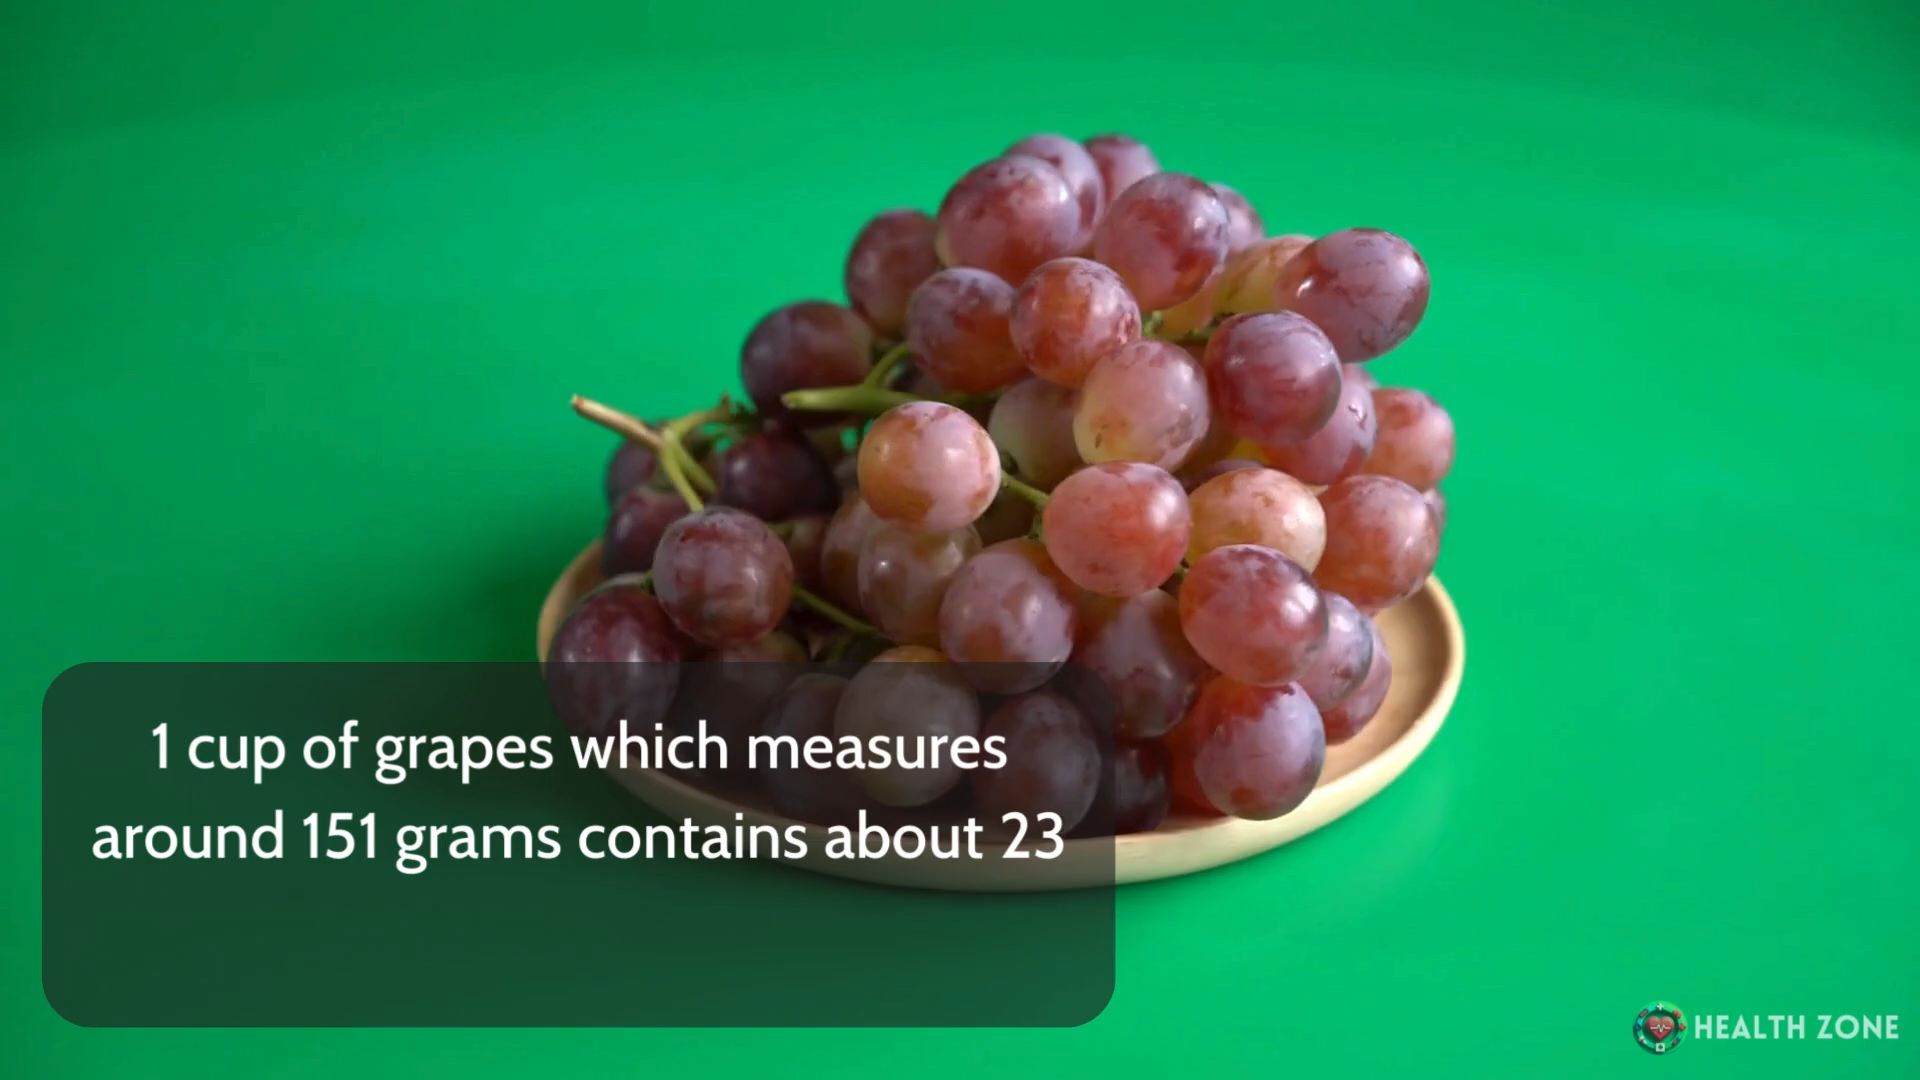 1 cup of grapes which measures
around 151 grams contains about 23
HEALTH ZONE